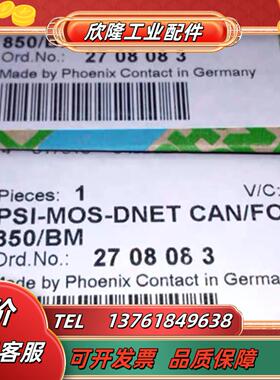 欣隆工业配件
850/BM
Ord.No.: 27 08 08 3
Made by Phoenix Contact in Germany
Pieces: 1 V/C:
PSI-MOS-DNET CAN/FO
850/BM
Ord.No.: 27 08 08 3
Made by Phoenix Contact in Germany
价
客服
TEL 13761849638
可开发票 品质保障